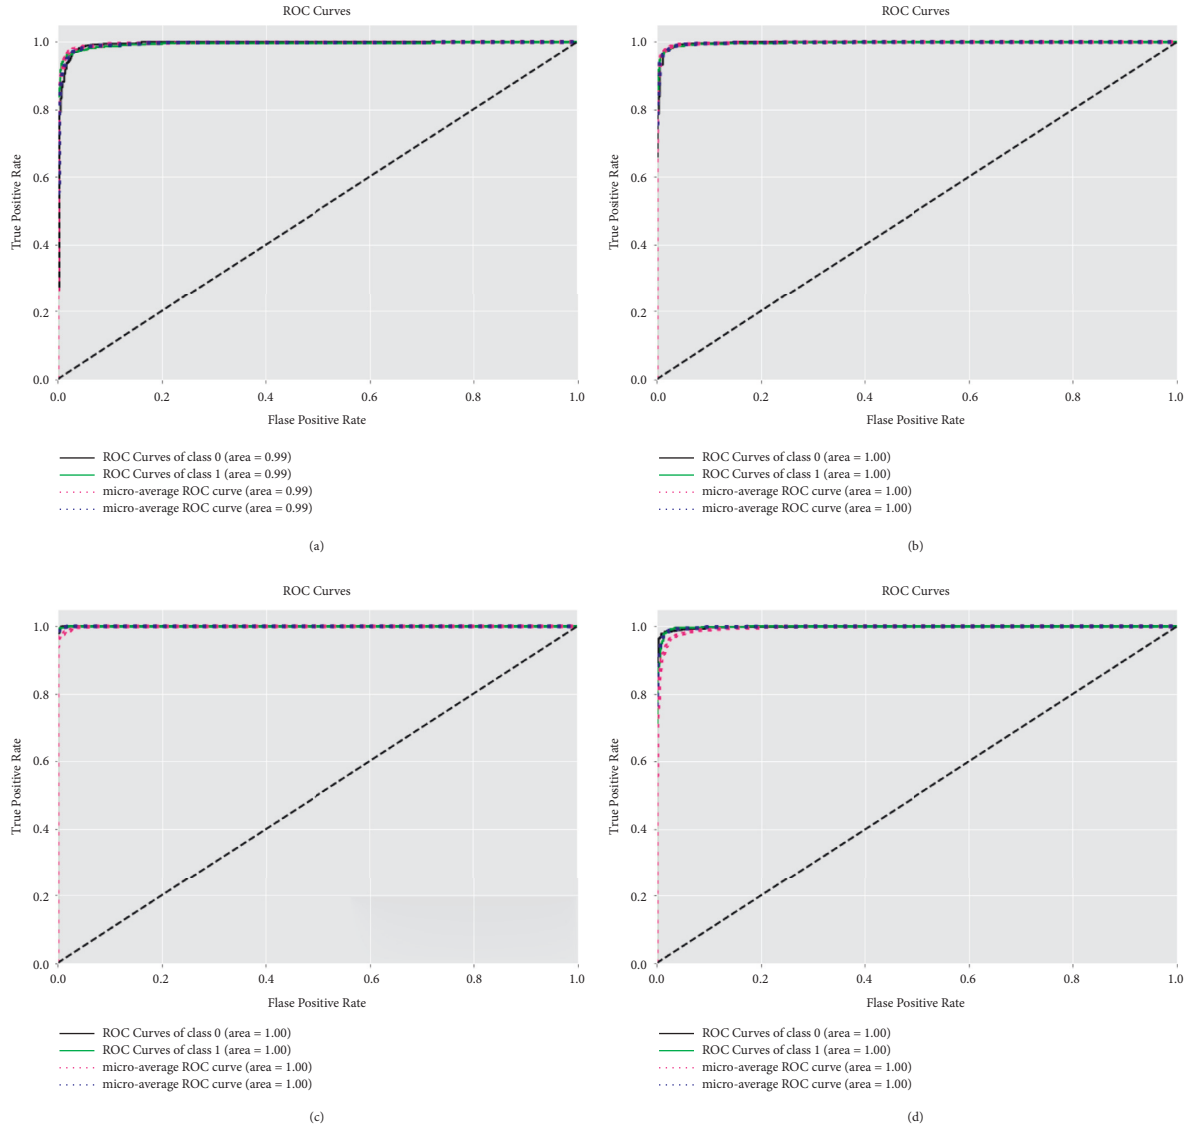 ROC Curves
1.0
0.8
0.6
0.4
0.2
0.0
True Positive Rate
0.0 0.2 0.4 0.6 0.8 1.0
Flase Positive Rate
ROC Curves of class 0 (area = 0.99)
ROC Curves of class 1 (area = 0.99)
micro-average ROC curve (area = 0.99)
micro-average ROC curve (area = 0.99)
(a)
ROC Curves
1.0
0.8
0.6
0.4
0.2
0.0
True Positive Rate
0.0 0.2 0.4 0.6 0.8 1.0
Flase Positive Rate
ROC Curves of class 0 (area = 1.00)
ROC Curves of class 1 (area = 1.00)
micro-average ROC curve (area = 1.00)
micro-average ROC curve (area = 1.00)
(b)
ROC Curves
1.0
0.8
0.6
0.4
0.2
0.0
True Positive Rate
0.0 0.2 0.4 0.6 0.8 1.0
Flase Positive Rate
ROC Curves of class 0 (area = 1.00)
ROC Curves of class 1 (area = 1.00)
micro-average ROC curve (area = 1.00)
micro-average ROC curve (area = 1.00)
(c)
ROC Curves
1.0
0.8
0.6
0.4
0.2
0.0
True Positive Rate
0.0 0.2 0.4 0.6 0.8 1.0
Flase Positive Rate
ROC Curves of class 0 (area = 1.00)
ROC Curves of class 1 (area = 1.00)
micro-average ROC curve (area = 1.00)
micro-average ROC curve (area = 1.00)
(d)